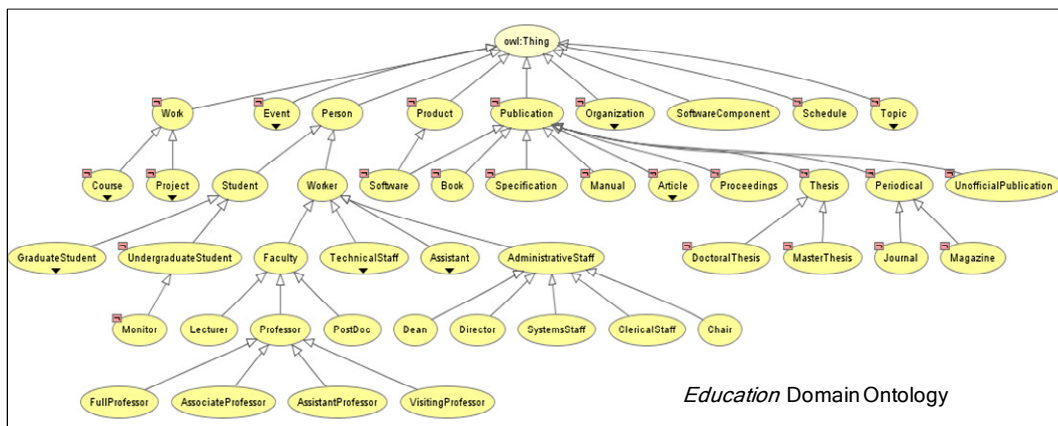 owl:Thing
Work Event Person Product Publication Organization SoftwareComponent Schedule Topic
Course Project Student Worker Software Book Specification Manual Article Proceedings Thesis Periodical UnofficialPublication
GraduateStudent UndergraduateStudent Faculty TechnicalStaff Assistant AdministrativeStaff DoctoralThesis MasterThesis Journal Magazine
Monitor Lecturer Professor PostDoc Dean Director SystemsStaff ClericalStaff Chair
FullProfessor AssociateProfessor AssistantProfessor VisitingProfessor
Education Domain Ontology